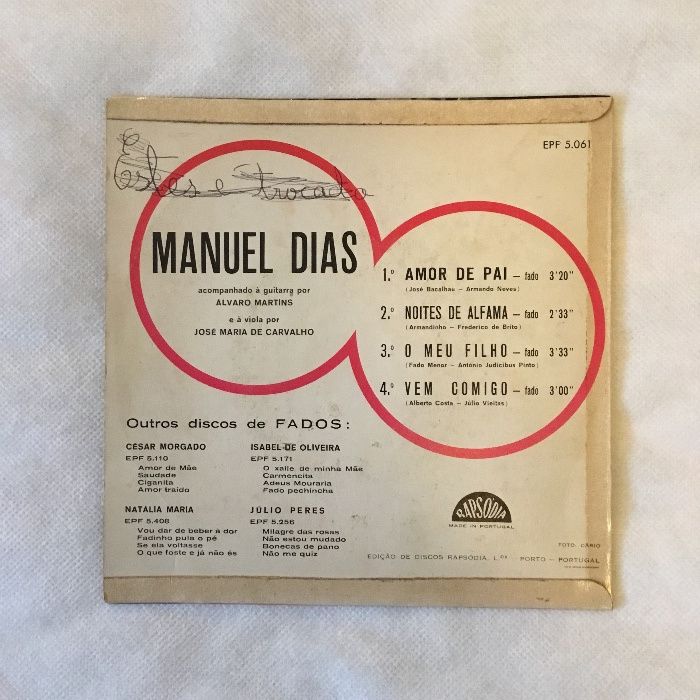 EPF 5.061
Estes e trocado
MANUEL DIAS
acompanhado à guitarra por
ÁLVARO MARTINS
e à viola por
JOSÉ MARIA DE CARVALHO
1.º AMOR DE PAI – fado 3'20"
(José Bacalhau – Armando Neves)
2.º NOITES DE ALFAMA – fado 2'33"
(Armandinho – Frederico de Brito)
3.º O MEU FILHO – fado 3'33"
(Fado Menor – António Judicibus Pinto)
4.º VEM COMIGO – fado 3'00"
(Alberto Costa – Júlio Vieitas)
Outros discos de FADOS:
CÉSAR MORGADO
EPF 5.110
Amor de Mãe
Saudade
Ciganita
Amor traído
ISABEL DE OLIVEIRA
EPF 5.171
O xaile de minha Mãe
Carmencita
Adeus Mouraria
Fado pechincha
NATÁLIA MARIA
EPF 5.408
Vou dar de beber à dor
Fadinho pula o pé
Se ela voltasse
O que foste e já não és
JÚLIO PERES
EPF 5.256
Milagre das rosas
Não estou mudado
Bonecas de pano
Não me quiz
RAPSÓDIA
MADE IN PORTUGAL
FOTO: DÁRIO
EDIÇÃO DE DISCOS RAPSÓDIA, L.DA – PORTO – PORTUGAL